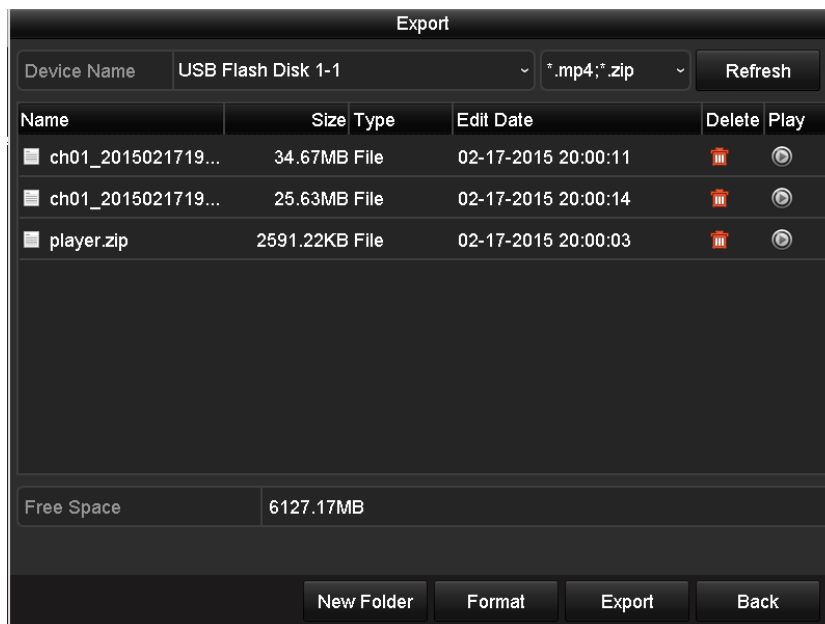 Export
Device Name USB Flash Disk 1-1 *.mp4;*.zip Refresh
Name Size Type Edit Date Delete Play
ch01_2015021719... 34.67MB File 02-17-2015 20:00:11
ch01_2015021719... 25.63MB File 02-17-2015 20:00:14
player.zip 2591.22KB File 02-17-2015 20:00:03
Free Space 6127.17MB
New Folder Format Export Back